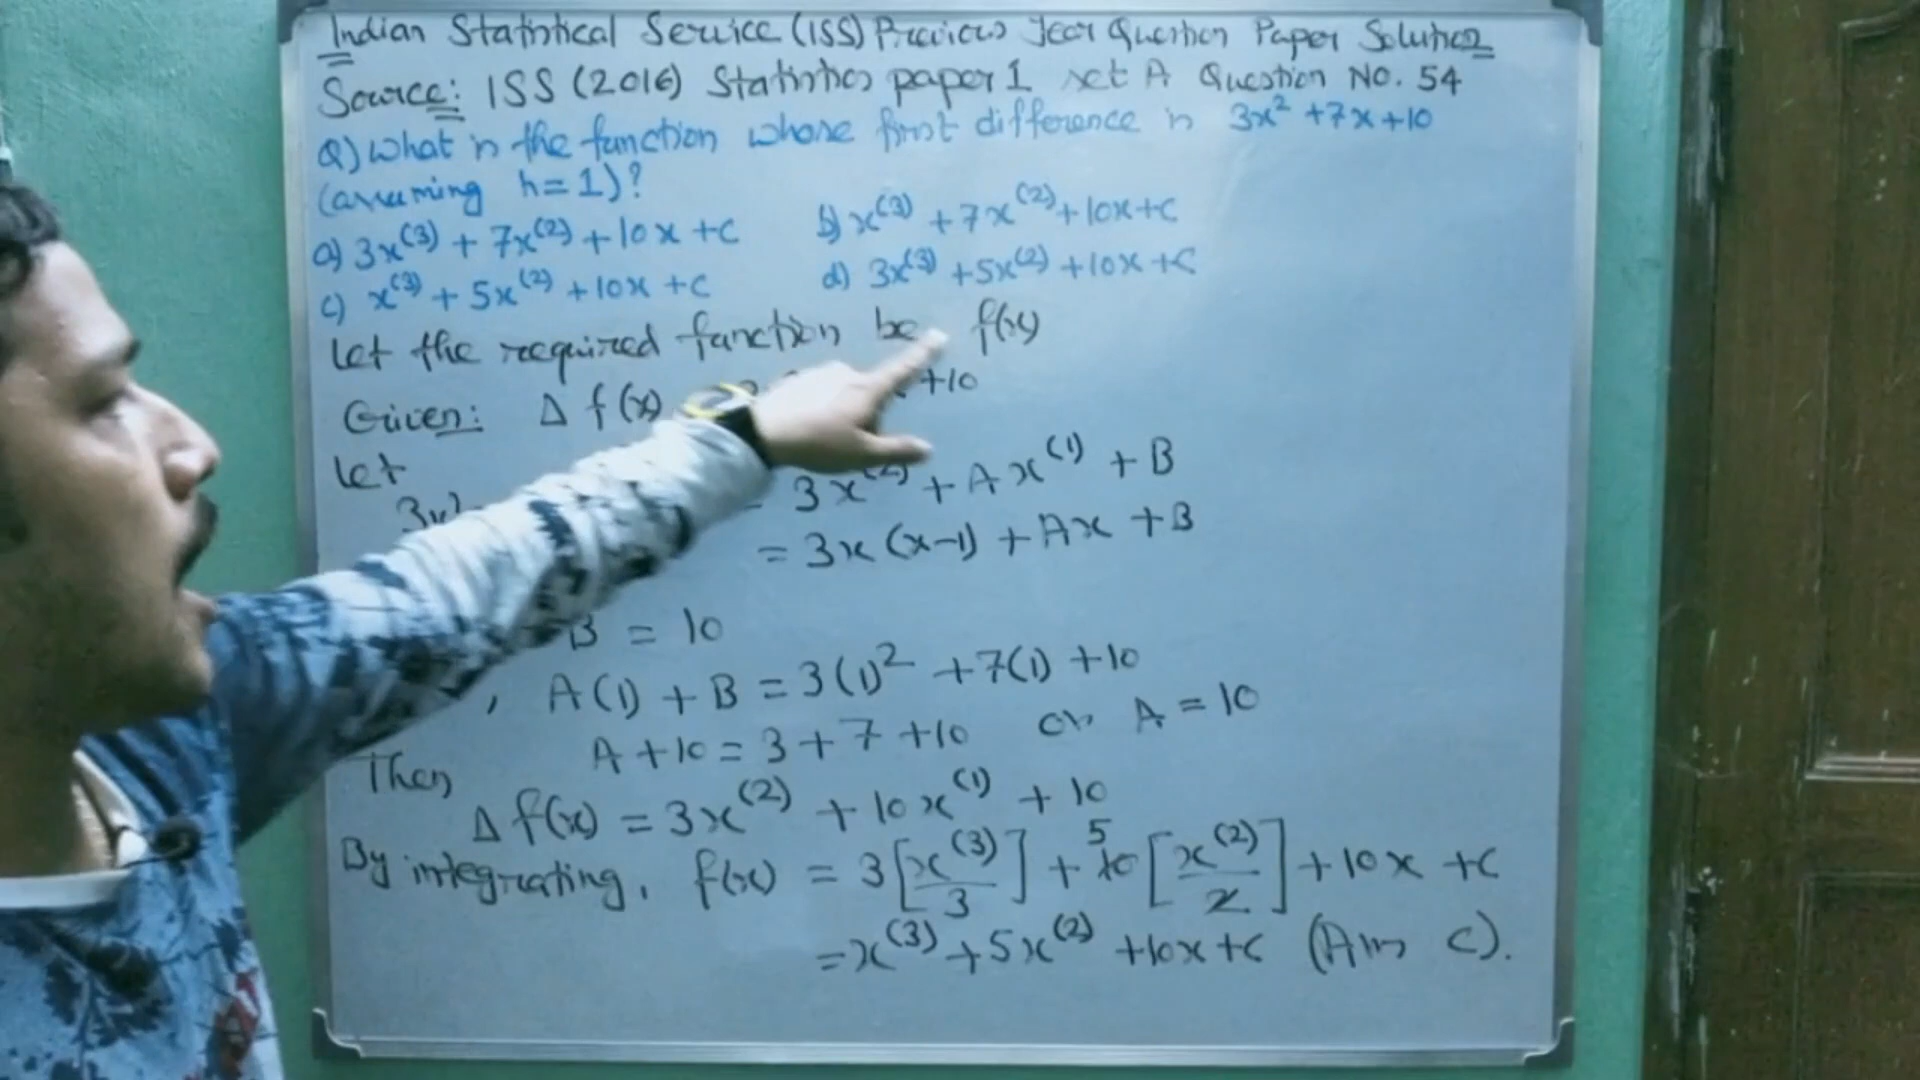 Indian Statistical Service (ISS) Previous Year Question Paper Solution
Source: ISS (2016) Statistics paper 1 set A Question No. 54
Q) What is the function whose first difference is 3x² +7x+10
(assuming h=1)?
a) 3x⁽³⁾ + 7x⁽²⁾ + 10x + c b) x⁽³⁾ + 7x⁽²⁾ + 10x + c
c) x⁽³⁾ + 5x⁽²⁾ + 10x + c d) 3x⁽³⁾ + 5x⁽²⁾ + 10x + c
Let the required function be f(x)
Given: Δ f(x) +10
Let
3x² = 3x⁽²⁾ + Ax⁽¹⁾ + B
= 3x(x-1) + Ax + B
B = 10
, A(1) + B = 3(1)² + 7(1) + 10
A + 10 = 3 + 7 + 10 or A = 10
Then
Δ f(x) = 3x⁽²⁾ + 10x⁽¹⁾ + 10
By integrating, f(x) = 3[x⁽³⁾/3] + 10 5 [x⁽²⁾/2] + 10x + c
= x⁽³⁾ + 5x⁽²⁾ + 10x + c (Ans C).